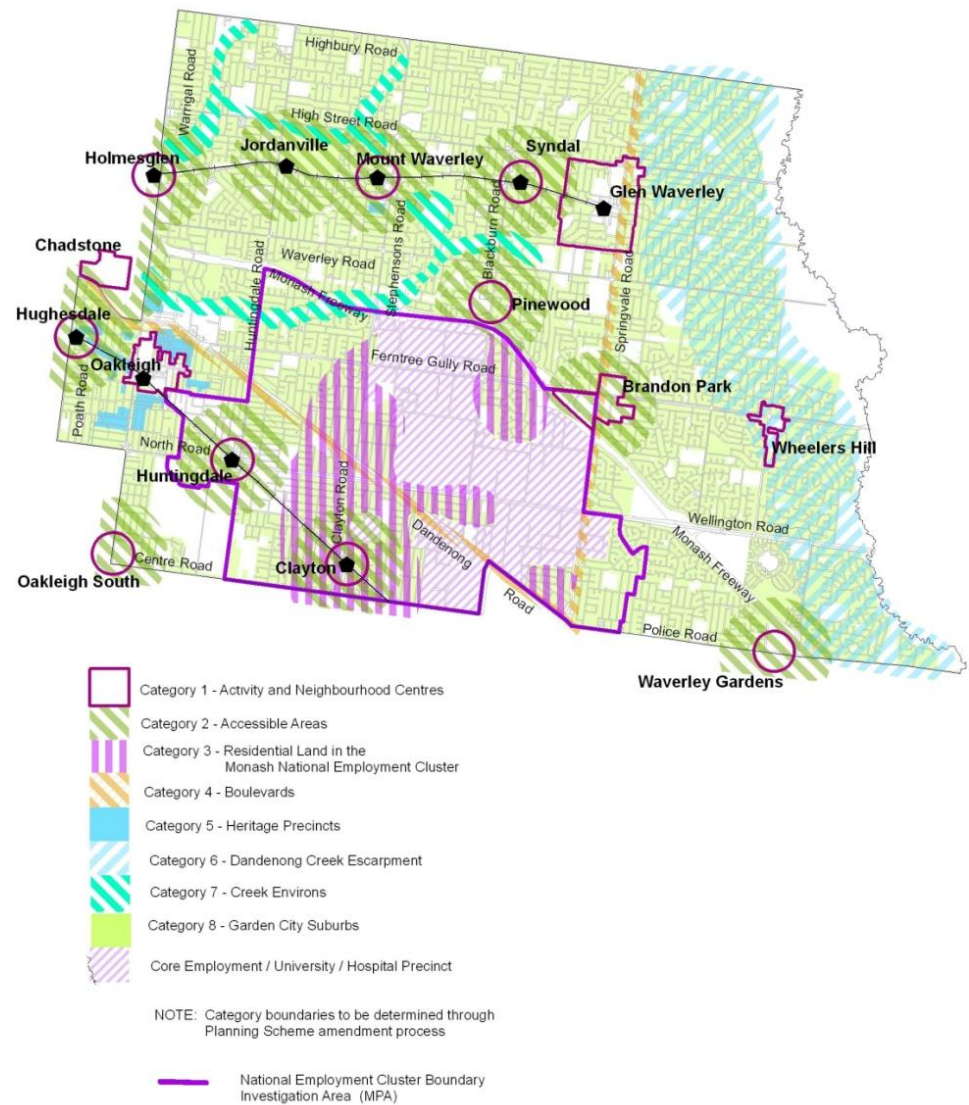 Highbury Road
Warrigal Road
High Street Road
Holmesglen
Jordanville
Mount Waverley
Syndal
Glen Waverley
Chadstone
Waverley Road
Huntingdale Road
Stephensons Road
Blackburn Road
Springvale Road
Monash Freeway
Pinewood
Hughesdale
Oakleigh
Poath Road
Ferntree Gully Road
Brandon Park
Wheelers Hill
North Road
Huntingdale
Clayton Road
Wellington Road
Monash Freeway
Dandenong
Road
Oakleigh South
Centre Road
Clayton
Police Road
Waverley Gardens
Category 1 - Activity and Neighbourhood Centres
Category 2 - Accessible Areas
Category 3 - Residential Land in the
Monash National Employment Cluster
Category 4 - Boulevards
Category 5 - Heritage Precincts
Category 6 - Dandenong Creek Escarpment
Category 7 - Creek Environs
Category 8 - Garden City Suburbs
Core Employment / University / Hospital Precinct
NOTE: Category boundaries to be determined through
Planning Scheme amendment process
National Employment Cluster Boundary
Investigation Area (MPA)